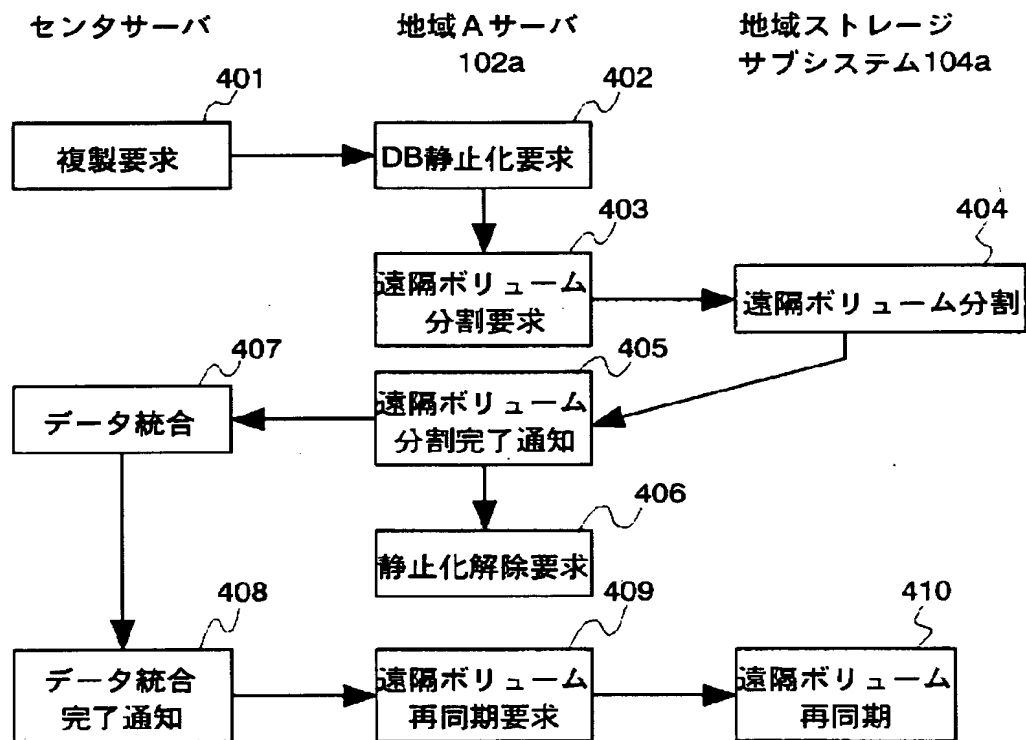 センタサーバ
地域Aサーバ
102a
地域ストレージ
サブシステム104a
401
複製要求
402
DB静止化要求
403
遠隔ボリューム
分割要求
404
遠隔ボリューム分割
405
遠隔ボリューム
分割完了通知
407
データ統合
406
静止化解除要求
408
データ統合
完了通知
409
遠隔ボリューム
再同期要求
410
遠隔ボリューム
再同期